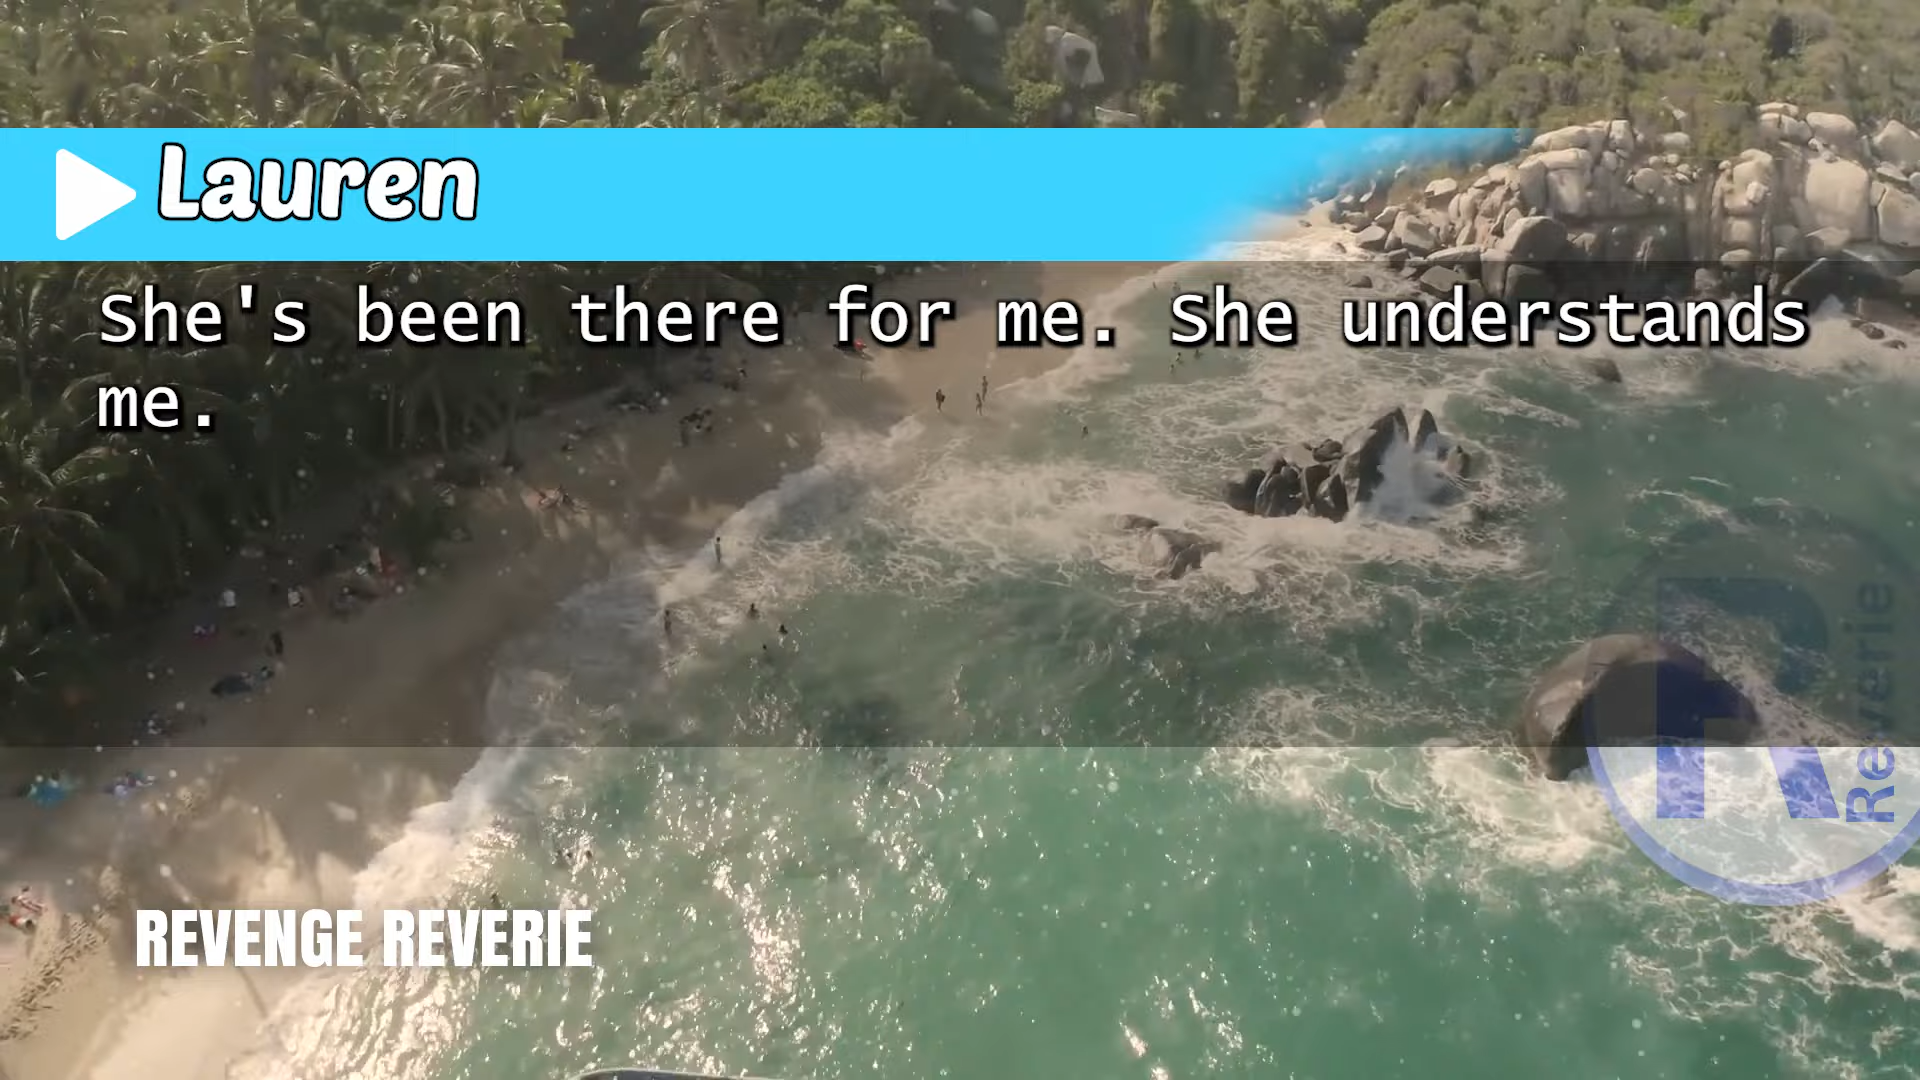 Lauren
She's been there for me. She understands
me.
Reverie
R
REVENGE REVERIE